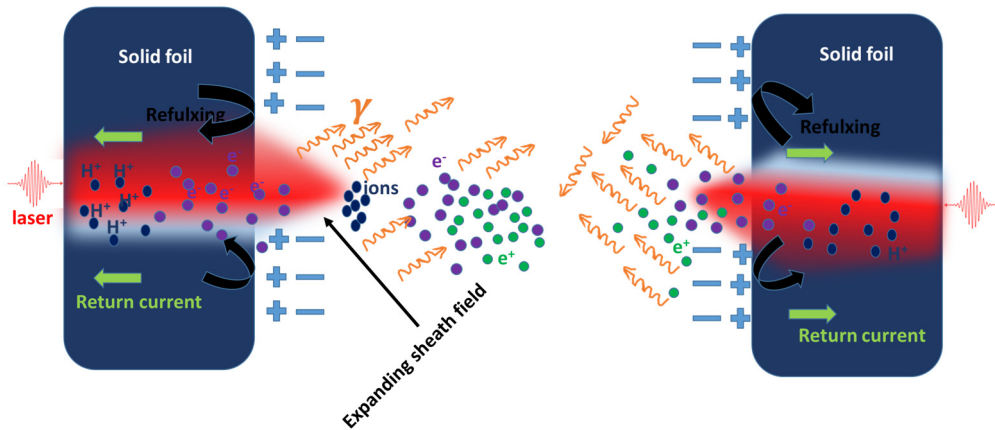 Solid foil
Solid foil
γ
Refulxing
Refulxing
e-
e-
H+
H+
e-
e-
e-
ions
e-
H+
laser
H+
H+
H+
e+
e+
Return current
Return current
Expanding sheath field